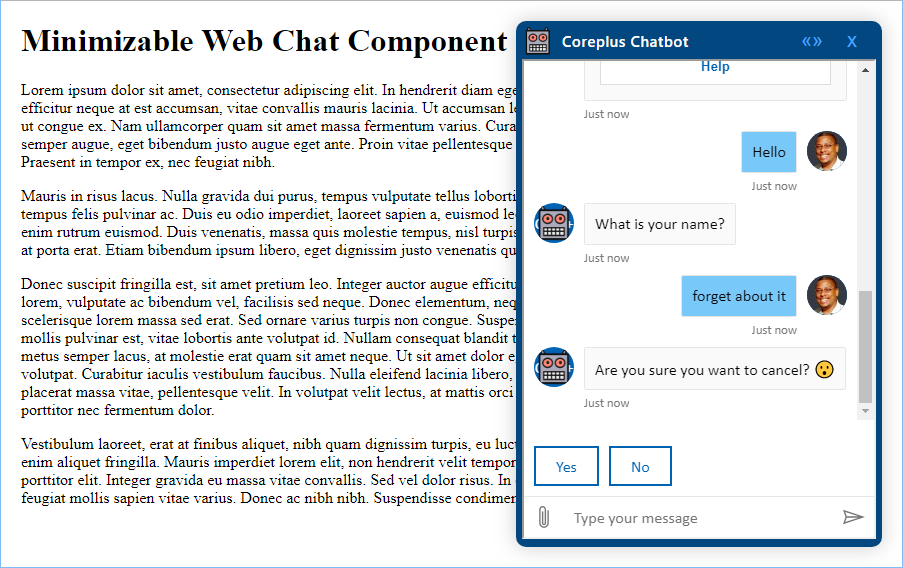 Minimizable Web Chat Component
Lorem ipsum dolor sit amet, consectetur adipiscing elit. In hendrerit diam ege
efficitur neque at est accumsan, vitae convallis mauris lacinia. Ut accumsan le
ut congue ex. Nam ullamcorper quam sit amet massa fermentum varius. Cura
semper augue, eget bibendum justo augue eget ante. Proin vitae pellentesque
Praesent in tempor ex, nec feugiat nibh.
Mauris in risus lacus. Nulla gravida dui purus, tempus vulputate tellus loborti
tempus felis pulvinar ac. Duis eu odio imperdiet, laoreet sapien a, euismod le
enim rutrum euismod. Duis venenatis, massa quis molestie tempus, nisl turpis
at porta erat. Etiam bibendum ipsum libero, eget dignissim justo venenatis qu
Donec suscipit fringilla est, sit amet pretium leo. Integer auctor augue efficitu
lorem, vulputate ac bibendum vel, facilisis sed neque. Donec elementum, neq
scelerisque lorem massa sed erat. Sed ornare varius turpis non congue. Suspe
mollis pulvinar est, vitae lobortis ante volutpat id. Nullam consequat blandit t
metus semper lacus, at molestie erat quam sit amet neque. Ut sit amet dolor e
volutpat. Curabitur iaculis vestibulum faucibus. Nulla eleifend lacinia libero,
placerat massa vitae, pellentesque velit. In volutpat velit lectus, at mattis orci
porttitor nec fermentum dolor.
Vestibulum laoreet, erat at finibus aliquet, nibh quam dignissim turpis, eu luct
enim aliquet fringilla. Mauris imperdiet lorem elit, non hendrerit velit tempor
porttitor elit. Integer gravida eu massa vitae convallis. Sed vel dolor risus. In
feugiat mollis sapien vitae varius. Donec ac nibh nibh. Suspendisse condimen
Coreplus Chatbot «» X
Help
Just now
Hello
Just now
What is your name?
Just now
forget about it
Just now
Are you sure you want to cancel? 😯
Just now
Yes No
Type your message